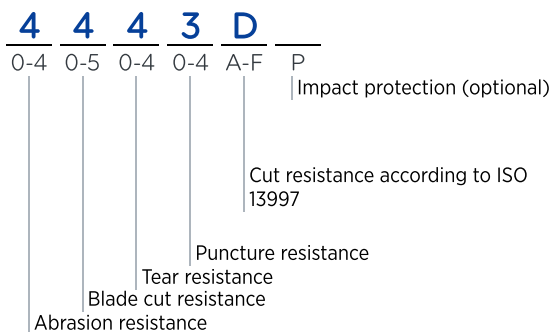 4 4 4 3 D
0-4 0-5 0-4 0-4 A-F P
Impact protection (optional)
Cut resistance according to ISO
13997
Puncture resistance
Tear resistance
Blade cut resistance
Abrasion resistance